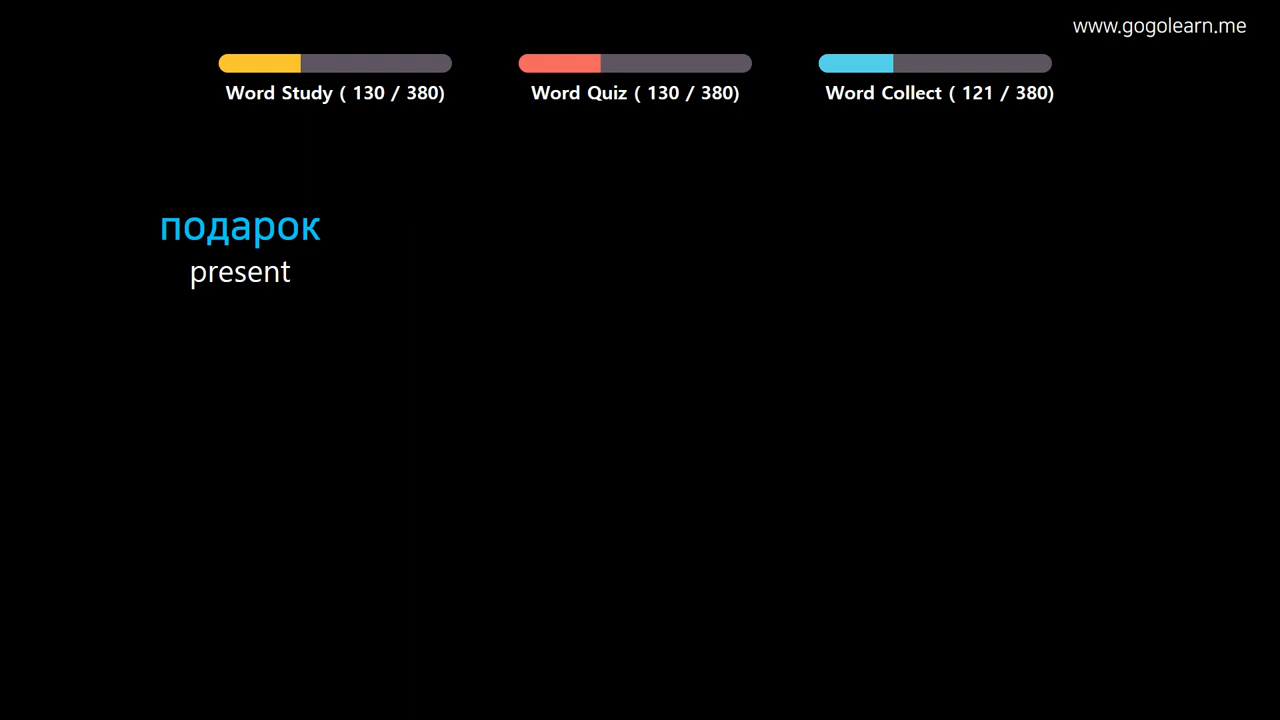 www.gogolearn.me
Word Study ( 130 / 380)
Word Quiz ( 130 / 380)
Word Collect ( 121 / 380)
подарок
present